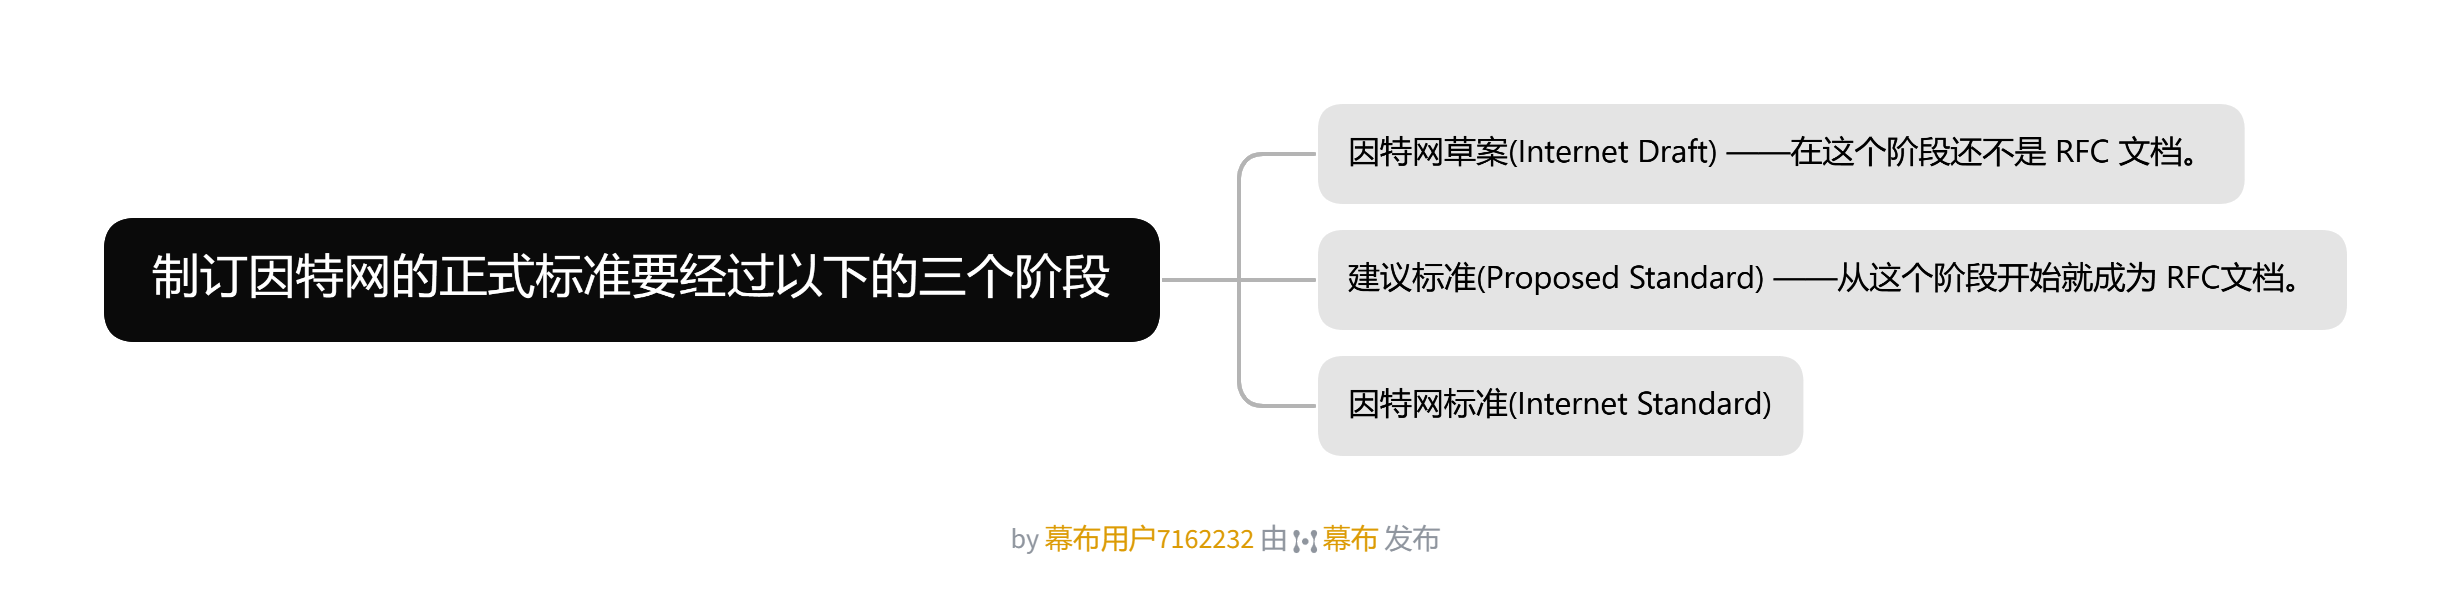 制订因特网的正式标准要经过以下的三个阶段
因特网草案(Internet Draft) ——在这个阶段还不是 RFC 文档。
建议标准(Proposed Standard) ——从这个阶段开始就成为 RFC文档。
因特网标准(Internet Standard)
by 幕布用户7162232 由 幕布 发布